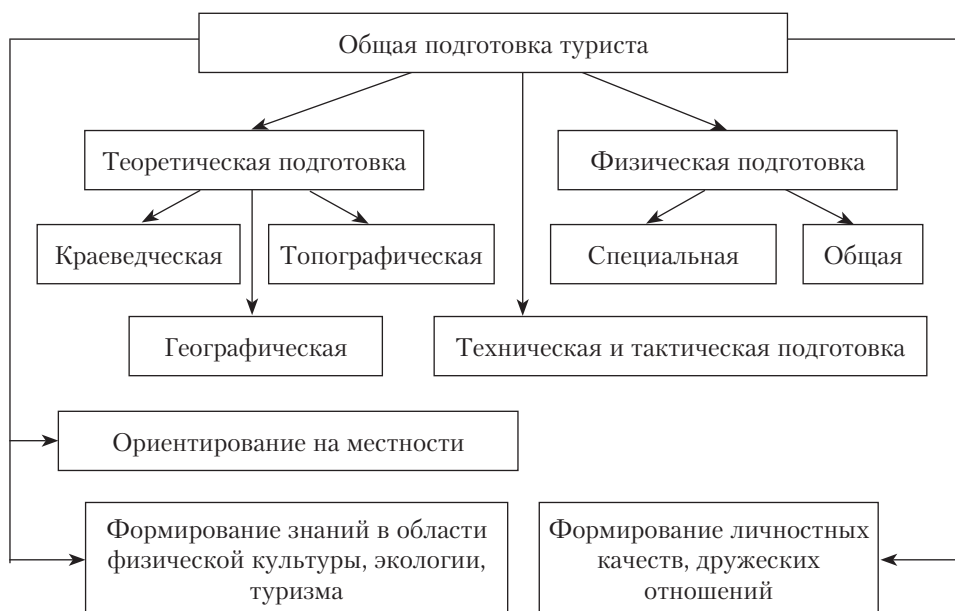 Общая подготовка туриста
Теоретическая подготовка
Физическая подготовка
Краеведческая
Топографическая
Специальная
Общая
Географическая
Техническая и тактическая подготовка
Ориентирование на местности
Формирование знаний в области
физической культуры, экологии,
туризма
Формирование личностных
качеств, дружеских
отношений